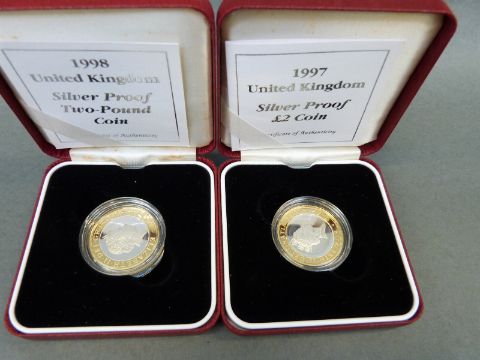 1998
United Kingdom
Silver Proof
Two-Pound
Coin
Certificate of Authenticity
1997
United Kingdom
Silver Proof
£2 Coin
Certificate of Authenticity